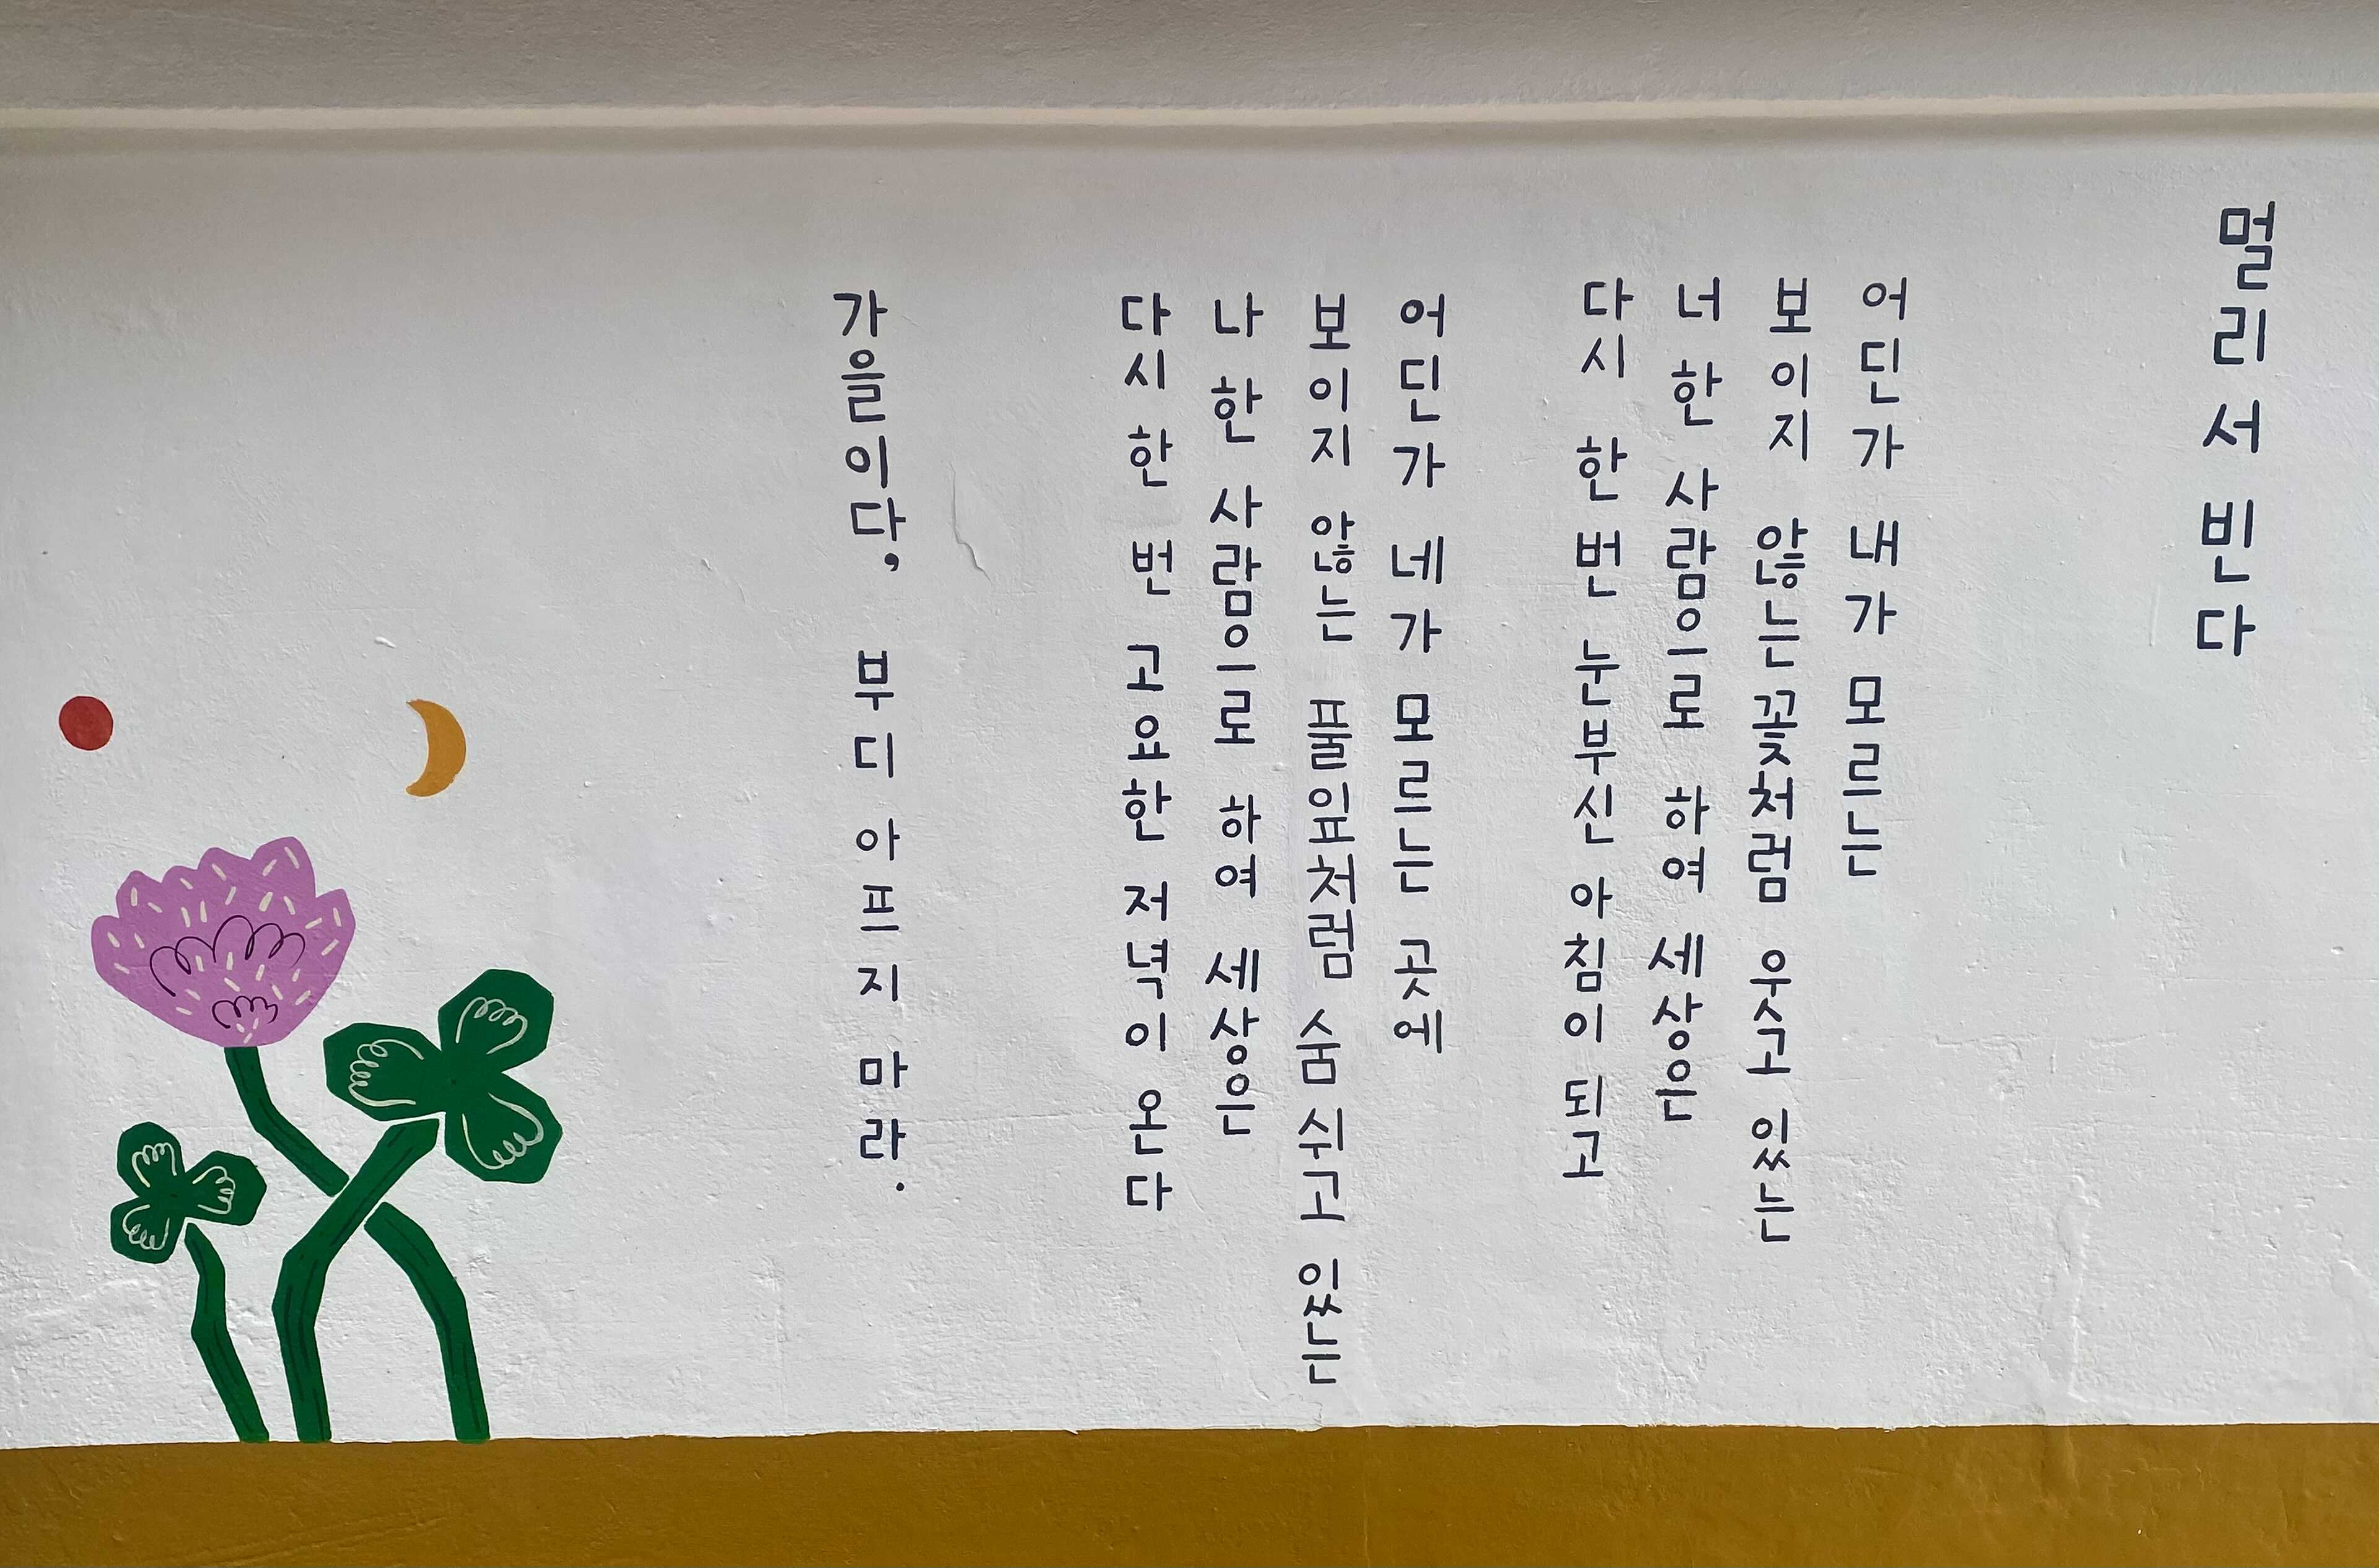 멀리서 빈다
어딘가 내가 모르는
보이지 않는 꽃처럼 웃고 있는
너 한 사람으로 하여 세상은
다시 한 번 눈부신 아침이 되고
어딘가 네가 모르는 곳에
보이지 않는 풀잎처럼 숨 쉬고 있는
나 한 사람으로 하여 세상은
다시 한 번 고요한 저녁이 온다
가을이다, 부디 아프지 마라.